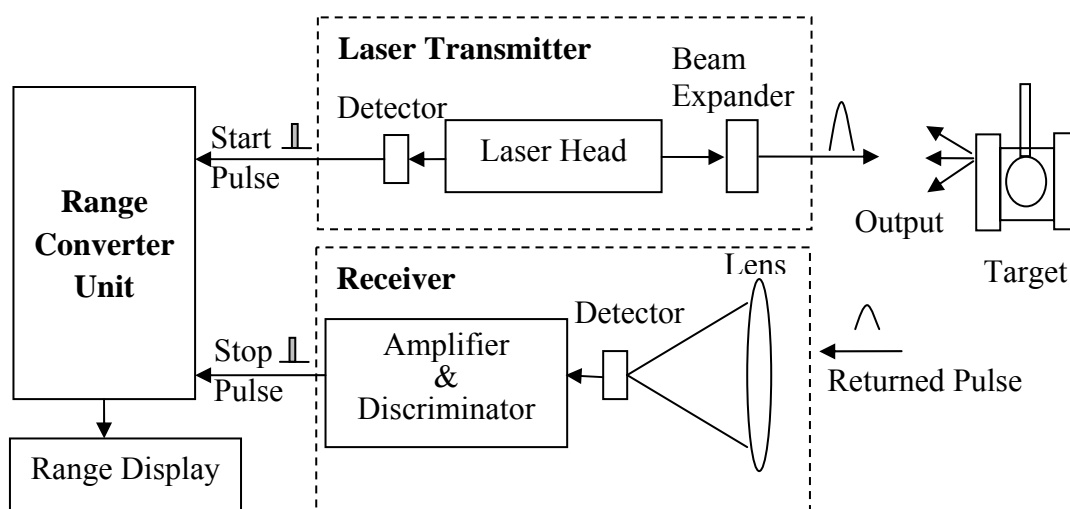 Laser Transmitter
Beam
Expander
Detector
Start
Pulse
Laser Head
Range
Converter
Unit
Output
Target
Receiver
Lens
Detector
Amplifier
&
Discriminator
Stop
Pulse
Returned Pulse
Range Display